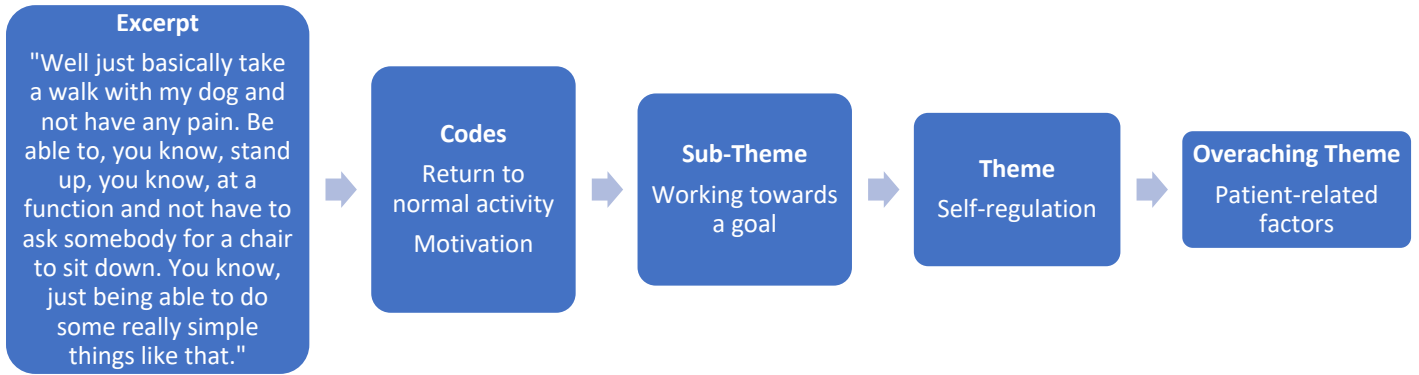 Excerpt
"Well just basically take
a walk with my dog and
not have any pain. Be
able to, you know, stand
up, you know, at a
function and not have to
ask somebody for a chair
to sit down. You know,
just being able to do
some really simple
things like that."
Codes
Return to
normal activity
Motivation
Sub-Theme
Working towards
a goal
Theme
Self-regulation
Overaching Theme
Patient-related
factors